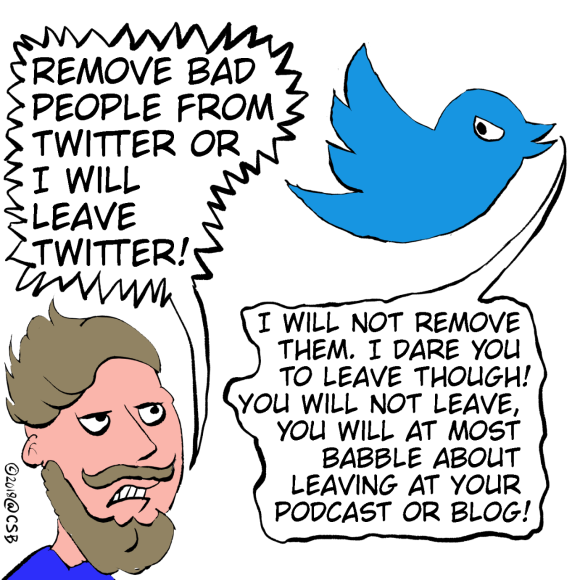 REMOVE BAD
PEOPLE FROM
TWITTER OR
I WILL
LEAVE
TWITTER!
I WILL NOT REMOVE
THEM. I DARE YOU
TO LEAVE THOUGH!
YOU WILL NOT LEAVE,
YOU WILL AT MOST
BABBLE ABOUT
LEAVING AT YOUR
PODCAST OR BLOG!
©2018@CSB